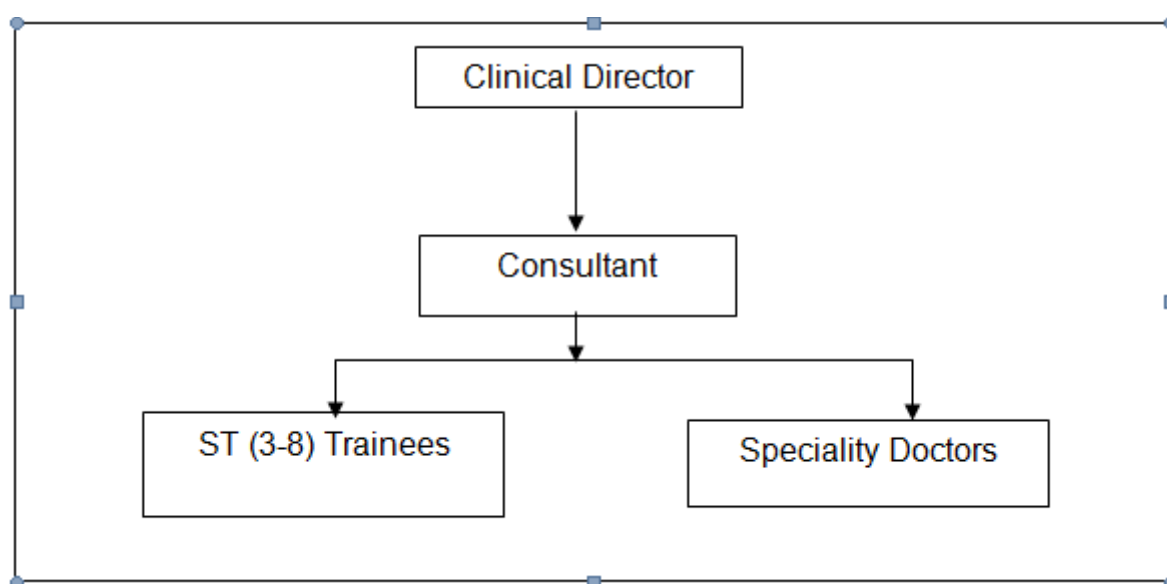 Clinical Director
Consultant
ST (3-8) Trainees
Speciality Doctors